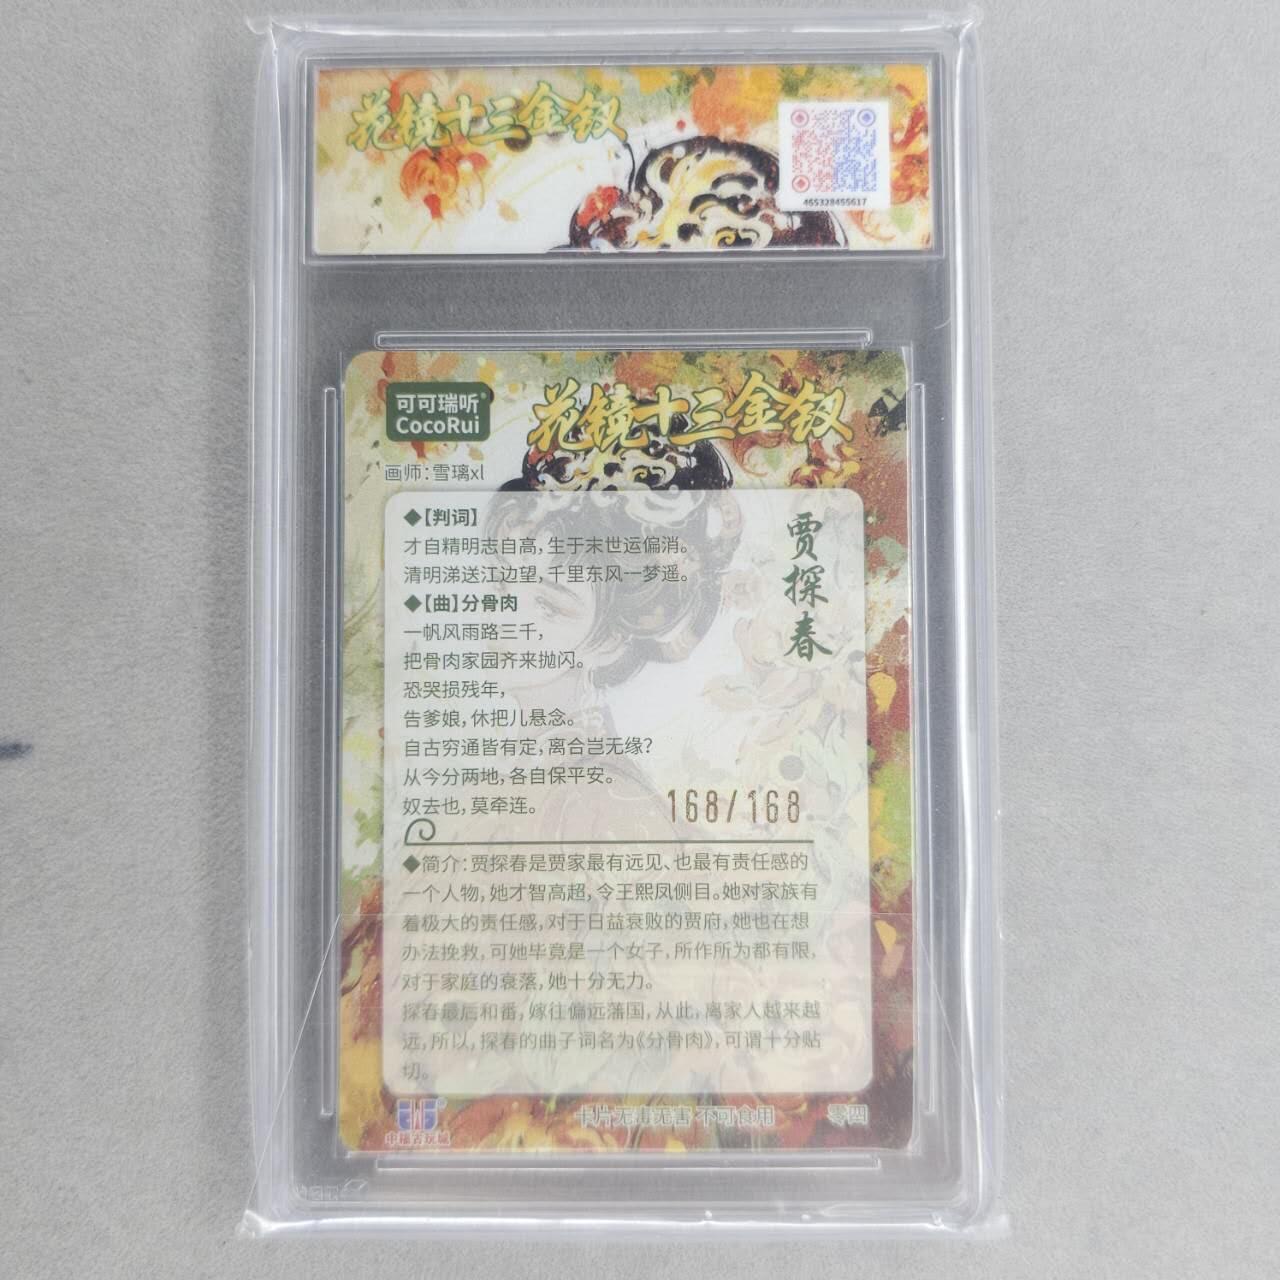 花镜十三金钗
465328455617
可可瑞听®
CocoRui
花镜十三金钗
画师：雪璃xl
贾探春
◆【判词】
才自精明志自高，生于末世运偏消。
清明涕送江边望，千里东风一梦遥。
◆【曲】分骨肉
一帆风雨路三千，
把骨肉家园齐来抛闪。
恐哭损残年，
告爹娘，休把儿悬念。
自古穷通皆有定，离合岂无缘？
从今分两地，各自保平安。
奴去也，莫牵连。
168/168
◆简介：贾探春是贾家最有远见、也最有责任感的
一个人物，她才智高超，令王熙凤侧目。她对家族有
着极大的责任感，对于日益衰败的贾府，她也在想
办法挽救，可她毕竟是一个女子，所作所为都有限，
对于家庭的衰落，她十分无力。
探春最后和番，嫁往偏远藩国，从此，离家人越来越
远，所以，探春的曲子词名为《分骨肉》，可谓十分贴
切。
中福古玩城
卡片无毒无害 不可食用
零四